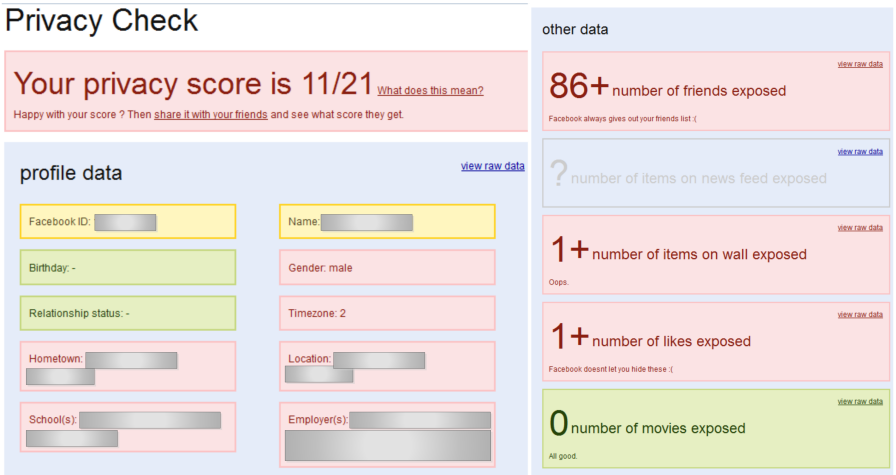 Privacy Check
Your privacy score is 11/21 What does this mean?
Happy with your score ? Then share it with your friends and see what score they get.
profile data
view raw data
Facebook ID:
Name:
Birthday: -
Gender: male
Relationship status: -
Timezone: 2
Hometown:
Location:
School(s):
Employer(s):
other data
view raw data
86+ number of friends exposed
Facebook always gives out your friends list :(
view raw data
? number of items on news feed exposed
view raw data
1+ number of items on wall exposed
Oops.
view raw data
1+ number of likes exposed
Facebook doesnt let you hide these :(
view raw data
0 number of movies exposed
All good.